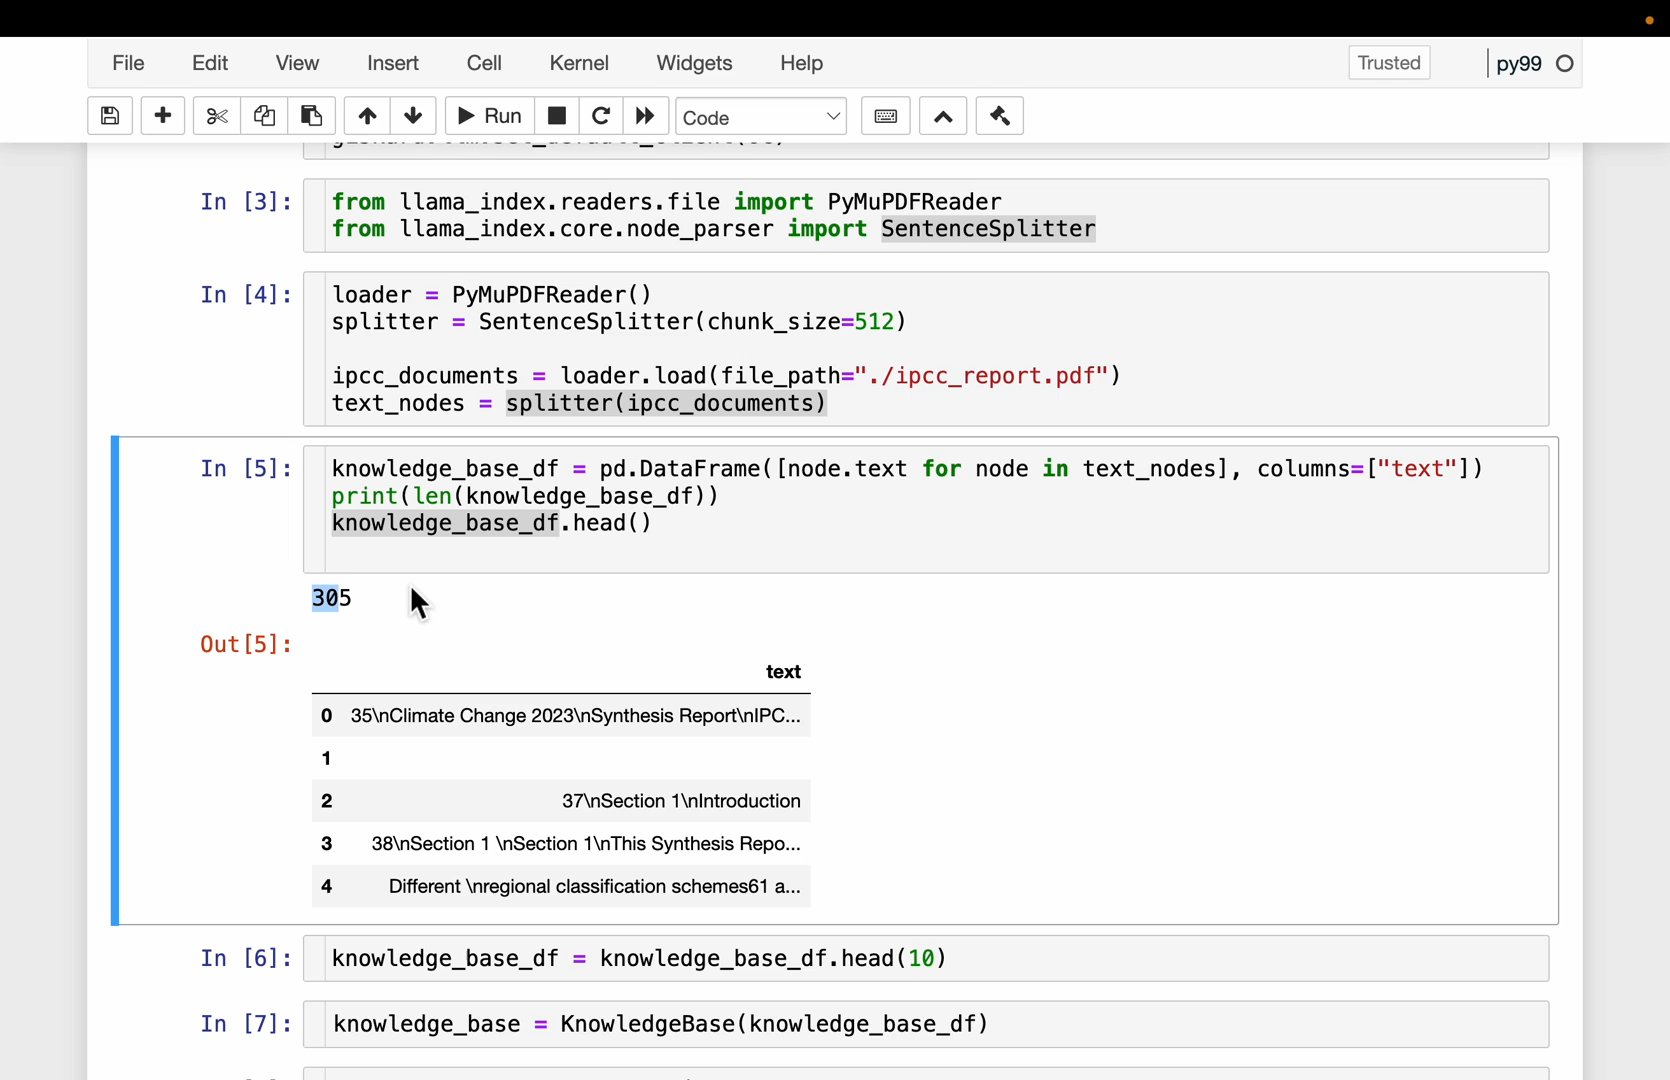 File Edit View Insert Cell Kernel Widgets Help Trusted py99
Run Code
In [3]:
from llama_index.readers.file import PyMuPDFReader
from llama_index.core.node_parser import SentenceSplitter
In [4]:
loader = PyMuPDFReader()
splitter = SentenceSplitter(chunk_size=512)
ipcc_documents = loader.load(file_path="./ipcc_report.pdf")
text_nodes = splitter(ipcc_documents)
In [5]:
knowledge_base_df = pd.DataFrame([node.text for node in text_nodes], columns=["text"])
print(len(knowledge_base_df))
knowledge_base_df.head()
305
Out[5]:
text
0 35\nClimate Change 2023\nSynthesis Report\nIPC...
1
2 37\nSection 1\nIntroduction
3 38\nSection 1 \nSection 1\nThis Synthesis Repo...
4 Different \nregional classification schemes61 a...
In [6]:
knowledge_base_df = knowledge_base_df.head(10)
In [7]:
knowledge_base = KnowledgeBase(knowledge_base_df)